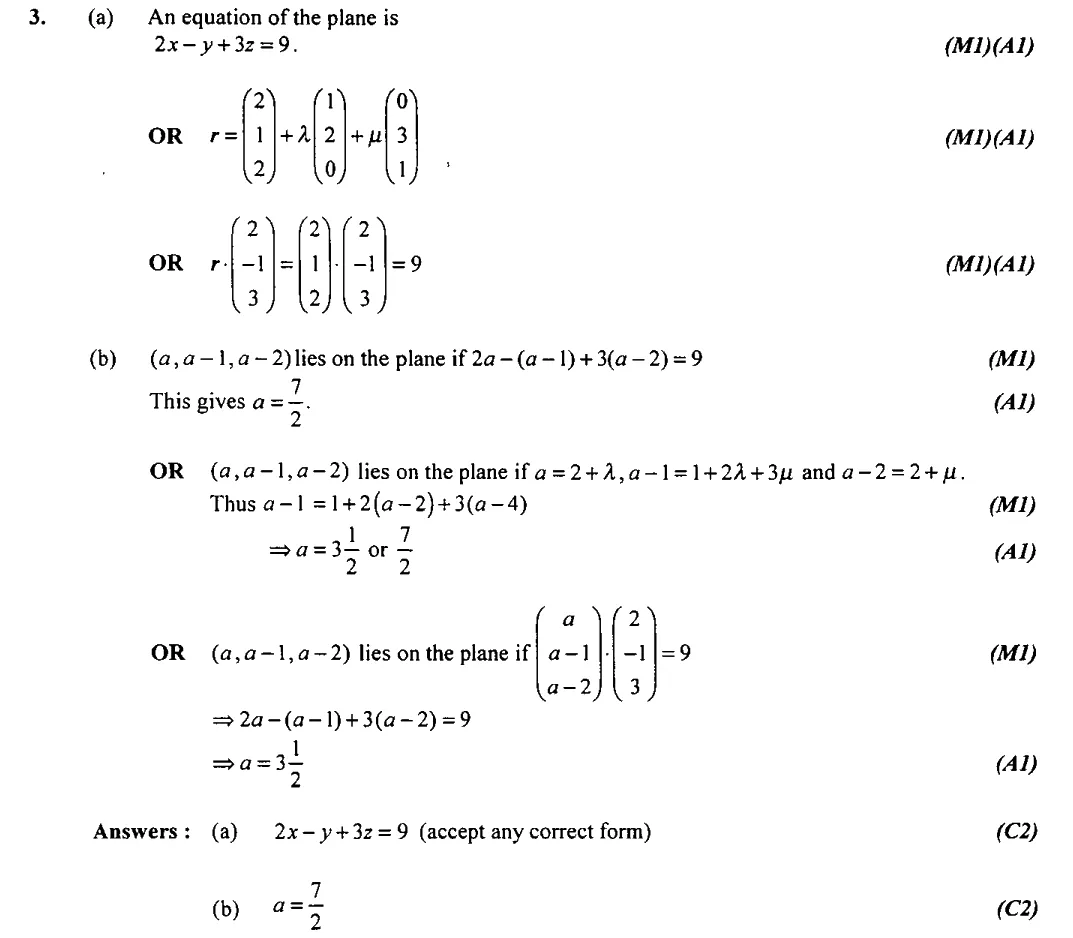 3. (a) An equation of the plane is
2x − y + 3z = 9. (M1)(A1)
OR r = (2 1 2) + λ (1 2 0) + μ (0 3 1) (M1)(A1)
OR r · (2 −1 3) = (2 1 2) · (2 −1 3) = 9 (M1)(A1)
(b) (a, a − 1, a − 2) lies on the plane if 2a − (a − 1) + 3(a − 2) = 9 (M1)
This gives a = 7/2. (A1)
OR (a, a − 1, a − 2) lies on the plane if a = 2 + λ, a − 1 = 1 + 2λ + 3μ and a − 2 = 2 + μ.
Thus a − 1 = 1 + 2(a − 2) + 3(a − 4) (M1)
⇒ a = 3 1/2 or 7/2 (A1)
OR (a, a − 1, a − 2) lies on the plane if (a a − 1 a − 2) · (2 −1 3) = 9 (M1)
⇒ 2a − (a − 1) + 3(a − 2) = 9
⇒ a = 3 1/2 (A1)
Answers : (a) 2x − y + 3z = 9 (accept any correct form) (C2)
(b) a = 7/2 (C2)